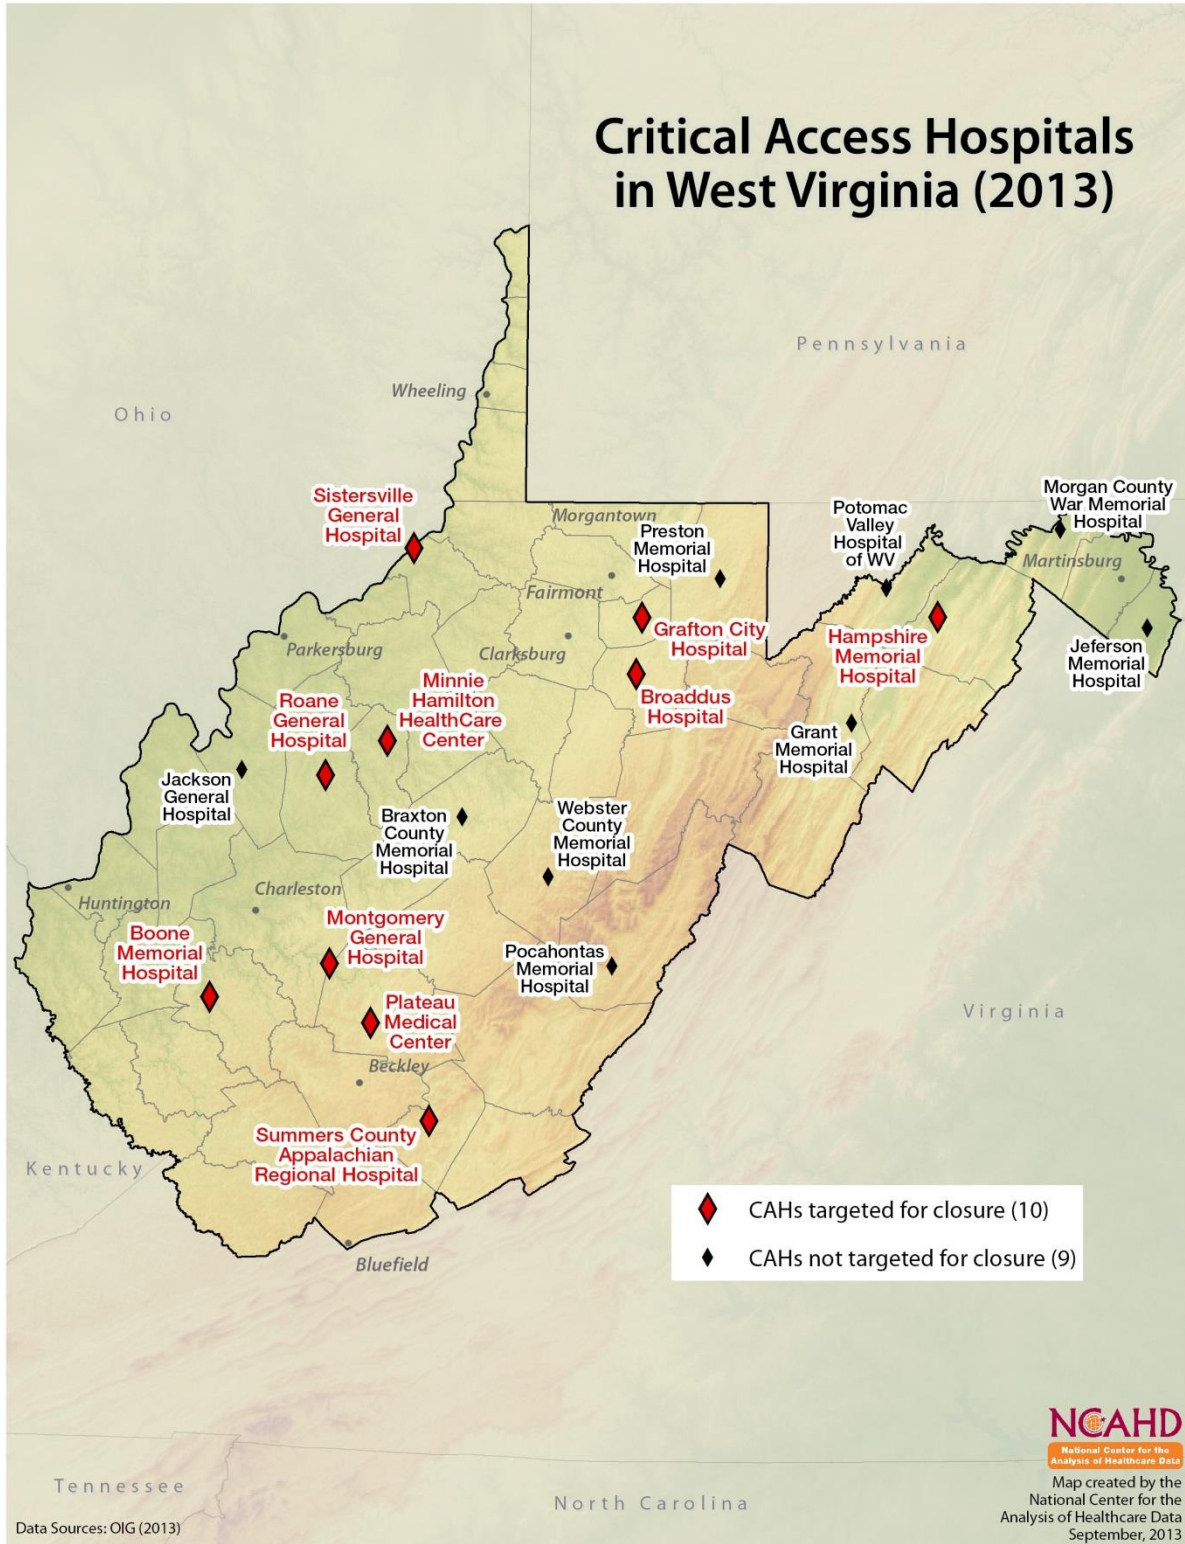 Critical Access Hospitals
in West Virginia (2013)
Pennsylvania
Ohio
Wheeling
Sistersville
General
Hospital
Morgantown
Preston
Memorial
Hospital
Potomac
Valley
Hospital
of WV
Morgan County
War Memorial
Hospital
Martinsburg
Fairmont
Grafton City
Hospital
Hampshire
Memorial
Hospital
Jeferson
Memorial
Hospital
Parkersburg
Clarksburg
Minnie
Hamilton
HealthCare
Center
Broaddus
Hospital
Roane
General
Hospital
Grant
Memorial
Hospital
Jackson
General
Hospital
Braxton
County
Memorial
Hospital
Webster
County
Memorial
Hospital
Huntington
Charleston
Boone
Memorial
Hospital
Montgomery
General
Hospital
Pocahontas
Memorial
Hospital
Plateau
Medical
Center
Virginia
Beckley
Summers County
Appalachian
Regional Hospital
Kentucky
CAHs targeted for closure (10)
CAHs not targeted for closure (9)
Bluefield
NCAHD
National Center for the
Analysis of Healthcare Data
Tennessee
North Carolina
Map created by the
National Center for the
Analysis of Healthcare Data
September, 2013
Data Sources: OIG (2013)